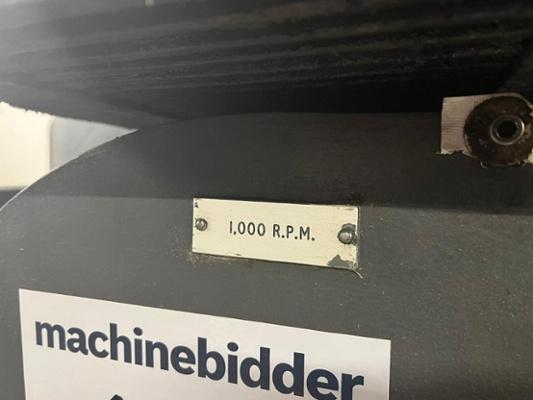 1,000 R.P.M.
machinebidder